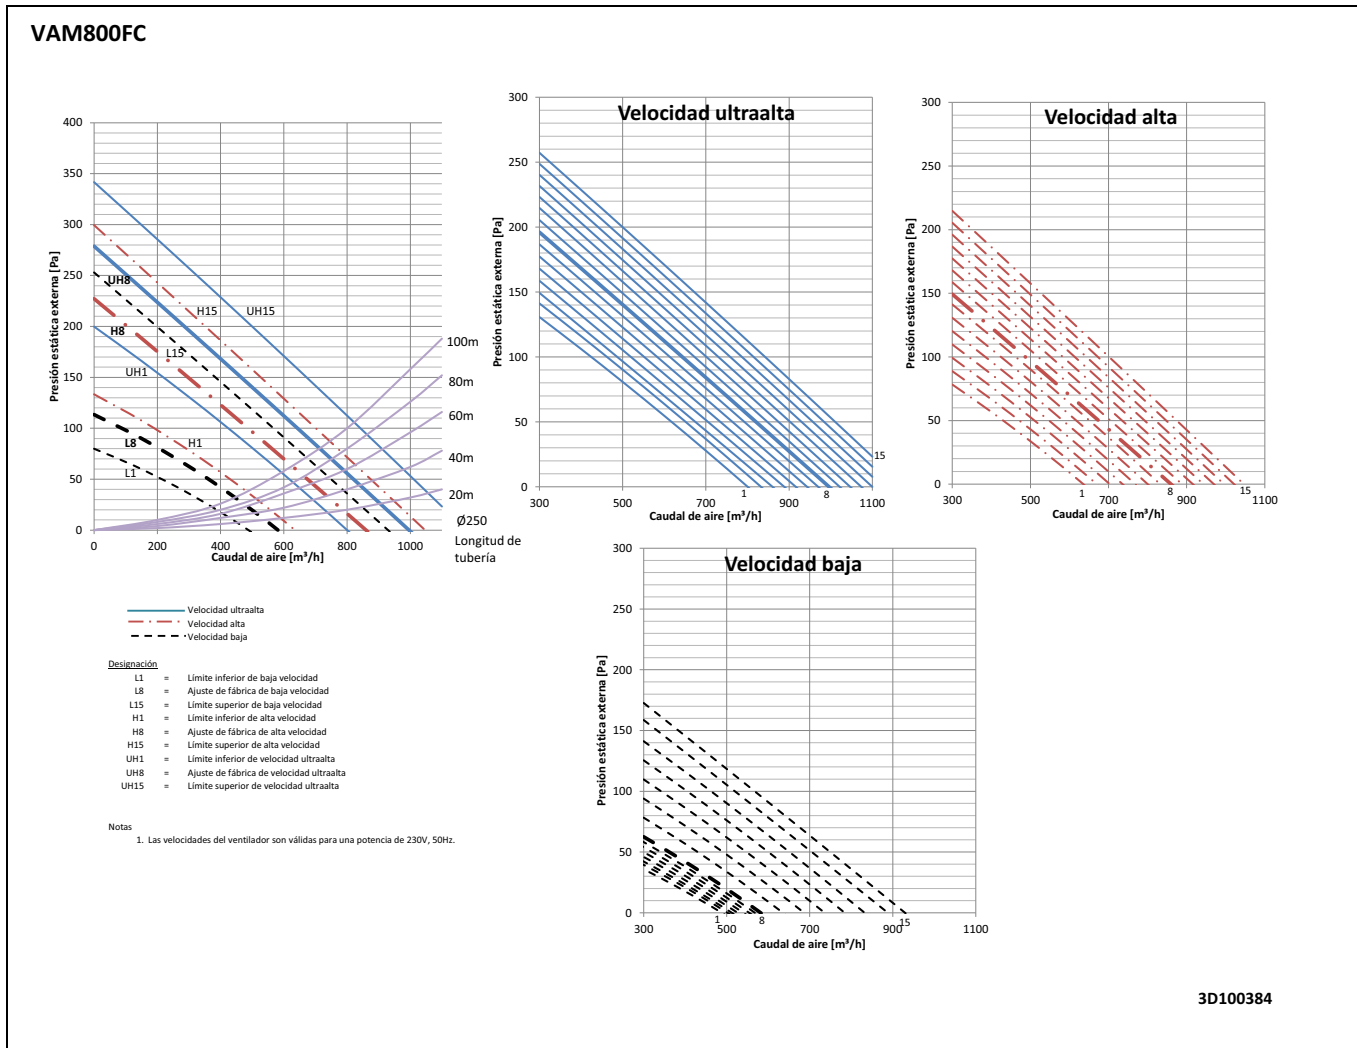 VAM800FC
400
350
300
250
200
150
100
50
0
Presión estática externa [Pa]
0 200 400 600 800 1000
Caudal de aire [m³/h]
UH8
H15
UH15
H8
L15
UH1
L8
H1
L1
100m
80m
60m
40m
20m
Ø250
Longitud de
tubería
Velocidad ultraalta
300
250
200
150
100
50
0
Presión estática externa [Pa]
15
1 8
300 500 700 900 1100
Caudal de aire [m³/h]
Velocidad alta
300
250
200
150
100
50
0
Presión estática externa [Pa]
1 8 15
300 500 700 900 1100
Caudal de aire [m³/h]
Velocidad baja
300
250
200
150
100
50
0
Presión estática externa [Pa]
1 8 15
300 500 700 900 1100
Caudal de aire [m³/h]
Velocidad ultraalta
Velocidad alta
Velocidad baja
Designación
L1 = Límite inferior de baja velocidad
L8 = Ajuste de fábrica de baja velocidad
L15 = Límite superior de baja velocidad
H1 = Límite inferior de alta velocidad
H8 = Ajuste de fábrica de alta velocidad
H15 = Límite superior de alta velocidad
UH1 = Límite inferior de velocidad ultraalta
UH8 = Ajuste de fábrica de velocidad ultraalta
UH15 = Límite superior de velocidad ultraalta
Notas
1. Las velocidades del ventilador son válidas para una potencia de 230V, 50Hz.
3D100384